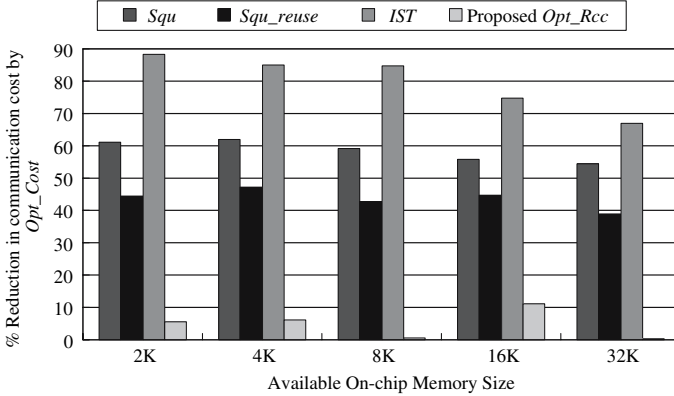 Squ Squ_reuse IST Proposed Opt_Rcc
% Reduction in communication cost by
Opt_Cost
90
80
70
60
50
40
30
20
10
0
2K 4K 8K 16K 32K
Available On-chip Memory Size